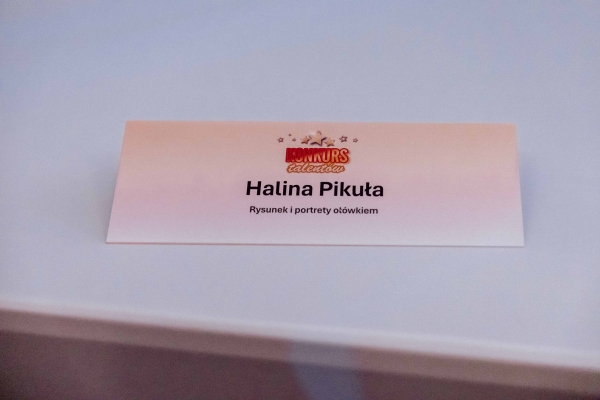 KONKURS
talentów
Halina Pikuła
Rysunek i portrety ołówkiem